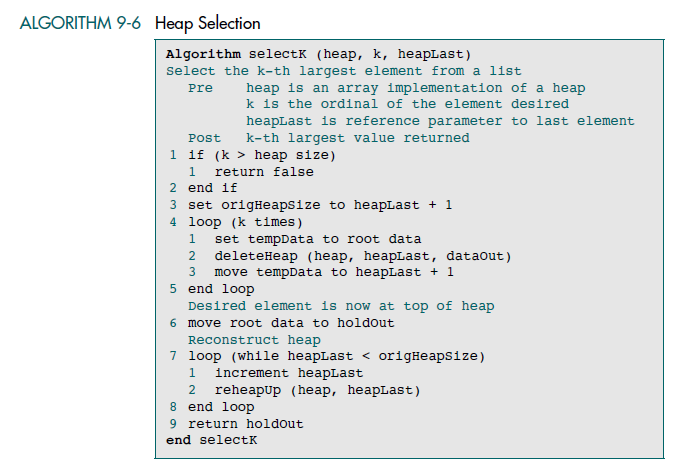 ALGORITHM 9-6 Heap Selection
Algorithm selectK (heap, k, heapLast)
Select the k-th largest element from a list
Pre heap is an array implementation of a heap
k is the ordinal of the element desired
heapLast is reference parameter to last element
Post k-th largest value returned
1 if (k > heap size)
1 return false
2 end if
3 set origHeapSize to heapLast + 1
4 loop (k times)
1 set tempData to root data
2 deleteHeap (heap, heapLast, dataOut)
3 move tempData to heapLast + 1
5 end loop
Desired element is now at top of heap
6 move root data to holdOut
Reconstruct heap
7 loop (while heapLast < origHeapSize)
1 increment heapLast
2 reheapUp (heap, heapLast)
8 end loop
9 return holdOut
end selectK